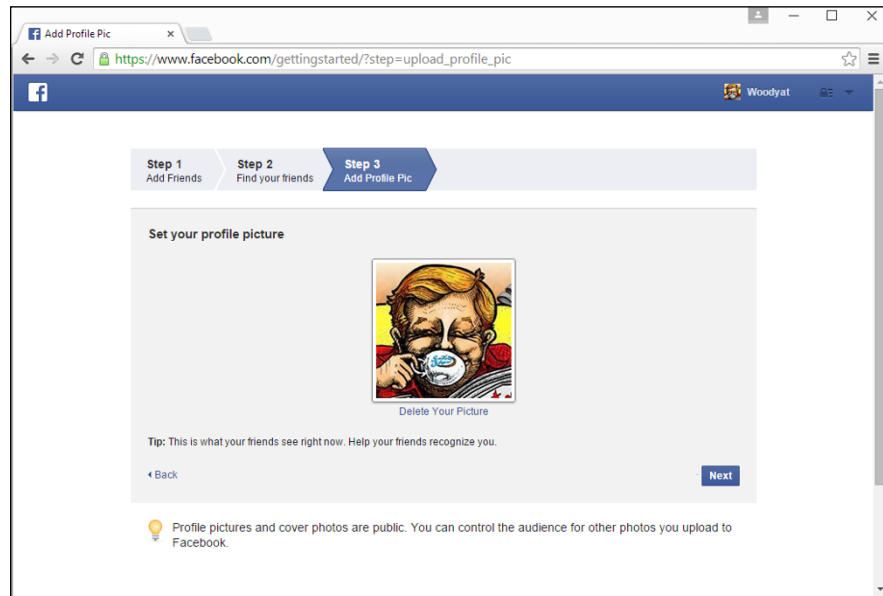 Add Profile Pic
https://www.facebook.com/gettingstarted/?step=upload_profile_pic
f
Woodyat
Step 1
Add Friends
Step 2
Find your friends
Step 3
Add Profile Pic
Set your profile picture
Delete Your Picture
Tip: This is what your friends see right now. Help your friends recognize you.
Back
Next
Profile pictures and cover photos are public. You can control the audience for other photos you upload to
Facebook.